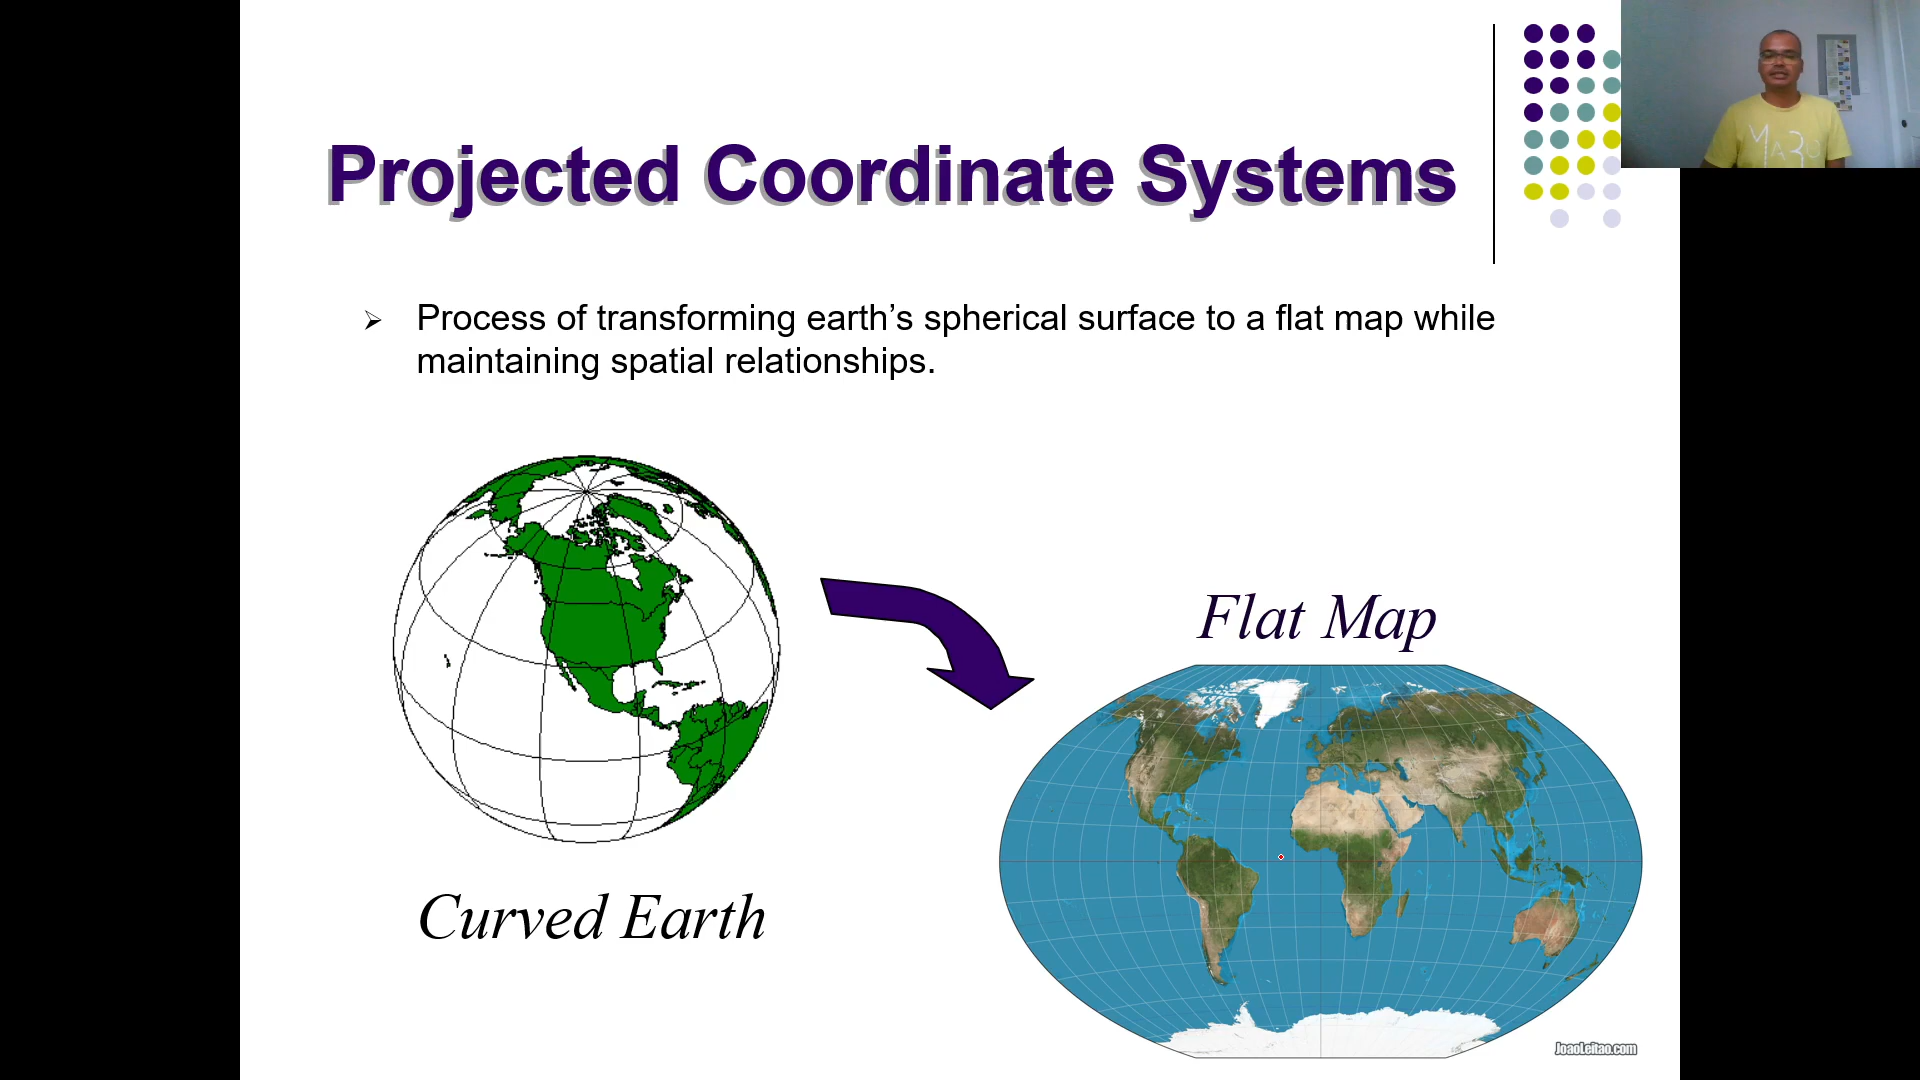 Projected Coordinate Systems
Process of transforming earth’s spherical surface to a flat map while
maintaining spatial relationships.
Flat Map
Curved Earth
JoaoLeitao.com